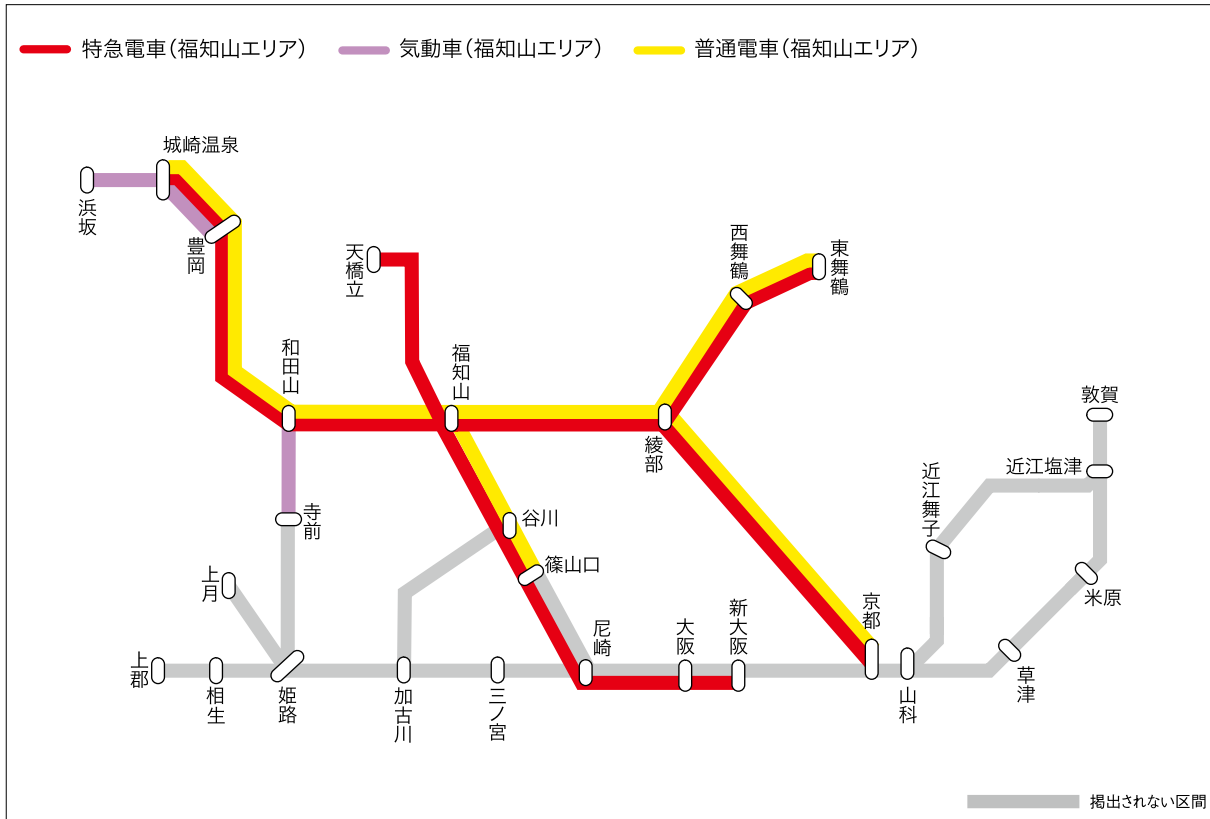 特急電車(福知山エリア)
気動車(福知山エリア)
普通電車(福知山エリア)
城崎温泉
浜坂
豊岡
天橋立
西舞鶴
東舞鶴
和田山
福知山
綾部
敦賀
近江塩津
近江舞子
寺前
谷川
篠山口
上月
米原
京都
尼崎
大阪
新大阪
上郡
相生
姫路
加古川
三ノ宮
山科
草津
掲出されない区間